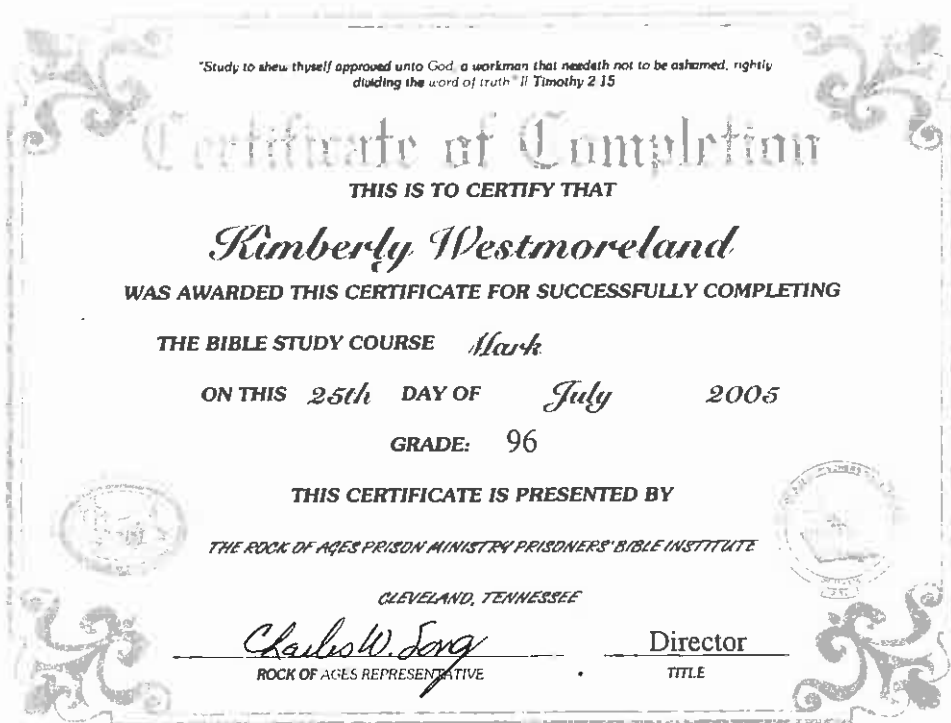 "Study to shew thyself approved unto God, a workman that needeth not to be ashamed, rightly
dividing the word of truth" II Timothy 2 15
Certificate of Completion
THIS IS TO CERTIFY THAT
Kimberly Westmoreland
WAS AWARDED THIS CERTIFICATE FOR SUCCESSFULLY COMPLETING
THE BIBLE STUDY COURSE Mark
ON THIS 25th DAY OF July 2005
GRADE: 96
THIS CERTIFICATE IS PRESENTED BY
THE ROCK OF AGES PRISON MINISTRY PRISONERS' BIBLE INSTITUTE
CLEVELAND, TENNESSEE
Charles W. Director
ROCK OF AGES REPRESENTATIVE TITLE